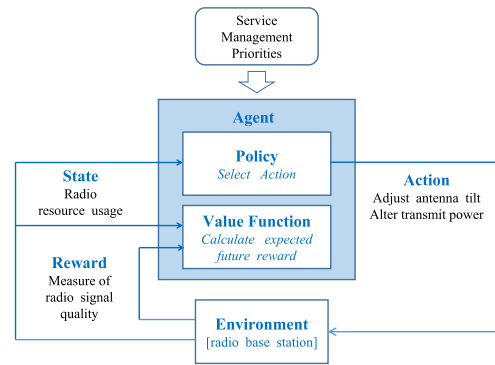 Service
Management
Priorities
Agent
Policy
Select Action
State
Radio
resource usage
Action
Adjust antenna tilt
Alter transmit power
Value Function
Calculate expected
future reward
Reward
Measure of
radio signal
quality
Environment
[radio base station]